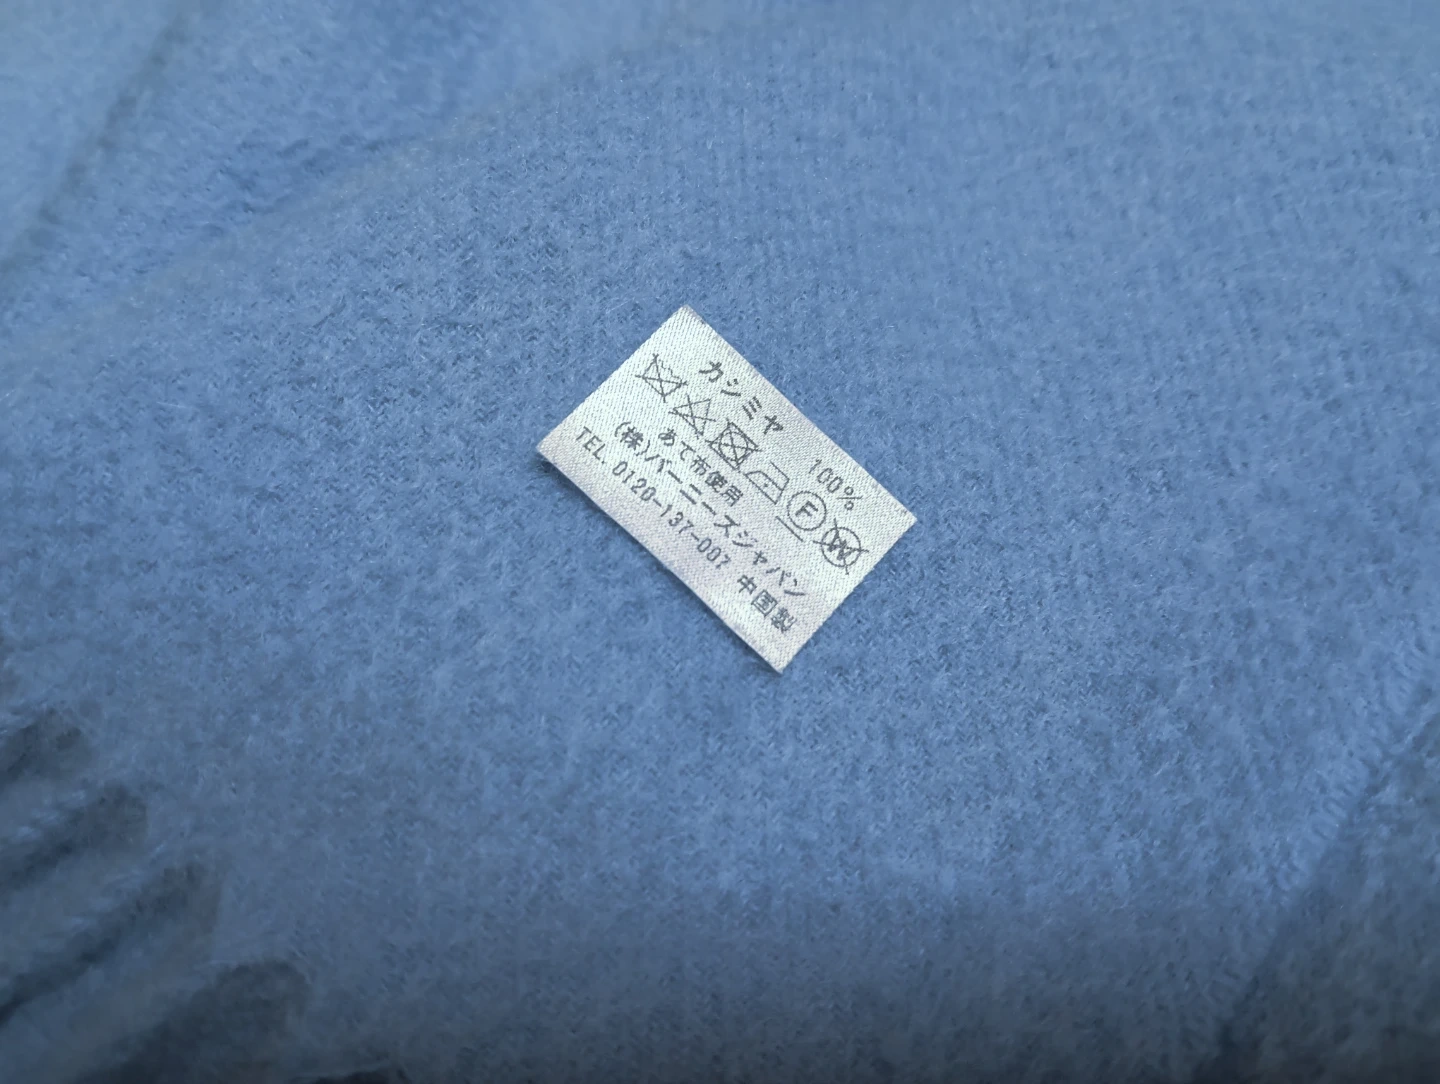 カシミヤ 100%
F W
あて布使用
(株)バーニーズジャパン
TEL. 0120-137-007 中国製